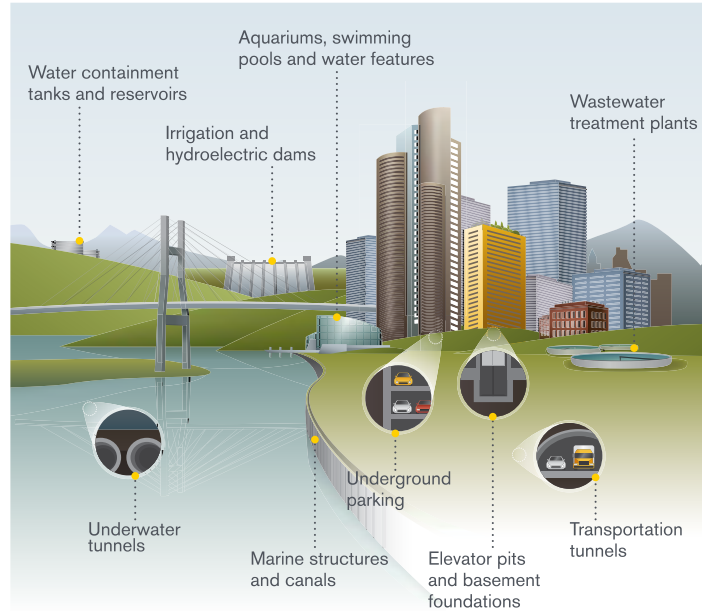 Aquariums, swimming
pools and water features
Water containment
tanks and reservoirs
Wastewater
treatment plants
Irrigation and
hydroelectric dams
Underground
parking
Underwater
tunnels
Marine structures
and canals
Elevator pits
and basement
foundations
Transportation
tunnels